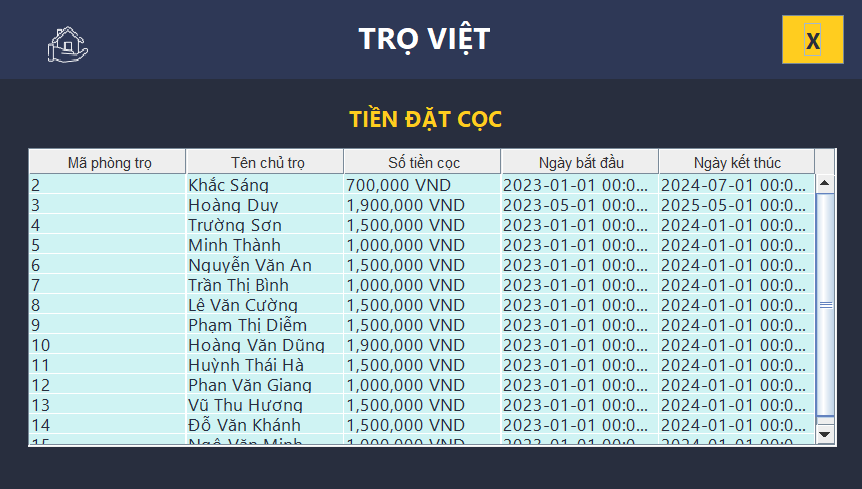 TRỌ VIỆT
X
TIỀN ĐẶT CỌC
Mã phòng trọ Tên chủ trọ Số tiền cọc Ngày bắt đầu Ngày kết thúc
2 Khắc Sáng 700,000 VND 2023-01-01 00:0... 2024-07-01 00:0...
3 Hoàng Duy 1,900,000 VND 2023-05-01 00:0... 2025-05-01 00:0...
4 Trường Sơn 1,500,000 VND 2023-01-01 00:0... 2024-01-01 00:0...
5 Minh Thành 1,000,000 VND 2023-01-01 00:0... 2024-01-01 00:0...
6 Nguyễn Văn An 1,500,000 VND 2023-01-01 00:0... 2024-01-01 00:0...
7 Trần Thị Bình 1,000,000 VND 2023-01-01 00:0... 2024-01-01 00:0...
8 Lê Văn Cường 1,500,000 VND 2023-01-01 00:0... 2024-01-01 00:0...
9 Phạm Thị Diễm 1,500,000 VND 2023-01-01 00:0... 2024-01-01 00:0...
10 Hoàng Văn Dũng 1,900,000 VND 2023-01-01 00:0... 2024-01-01 00:0...
11 Huỳnh Thái Hà 1,500,000 VND 2023-01-01 00:0... 2024-01-01 00:0...
12 Phan Văn Giang 1,000,000 VND 2023-01-01 00:0... 2024-01-01 00:0...
13 Vũ Thu Hương 1,500,000 VND 2023-01-01 00:0... 2024-01-01 00:0...
14 Đỗ Văn Khánh 1,500,000 VND 2023-01-01 00:0... 2024-01-01 00:0...
15 Ngô Văn Minh 1,000,000 VND 2023-01-01 00:0... 2024-01-01 00:0...